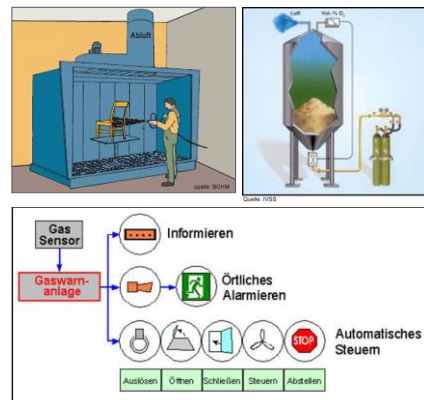 Abluft
quelle: BGHM
Luft
Vol.-% O₂
Quelle: IVSS
Gas
Sensor
Gaswarn-
anlage
Informieren
Örtliches
Alarmieren
Automatisches
Steuern
STOP
Auslösen Öffnen Schließen Steuern Abstellen